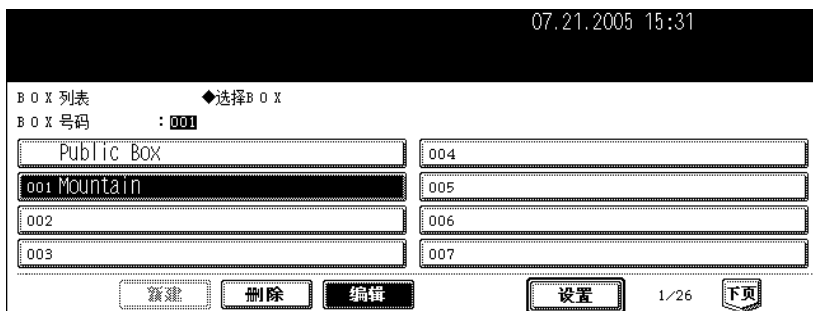 07.21.2005 15:31
BOX 列表 ◆选择BOX
BOX 号码 : 001
Public Box 004
001 Mountain 005
002 006
003 007
新建 删除 编辑 设置 1/26 下页